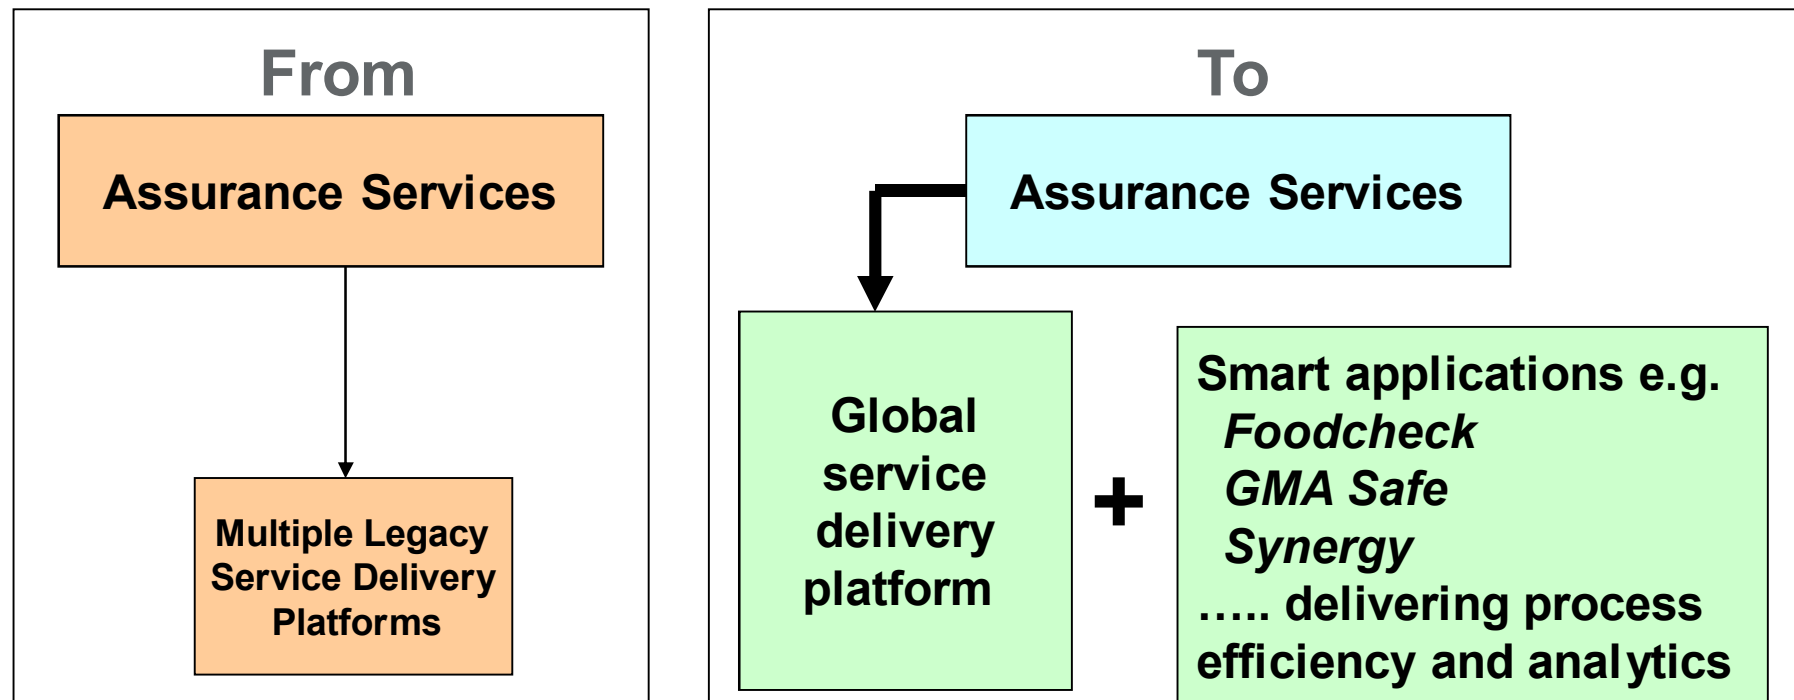 From
Assurance Services
Multiple Legacy
Service Delivery
Platforms
To
Assurance Services
Global
service
delivery
platform
+
Smart applications e.g.
Foodcheck
GMA Safe
Synergy
….. delivering process
efficiency and analytics